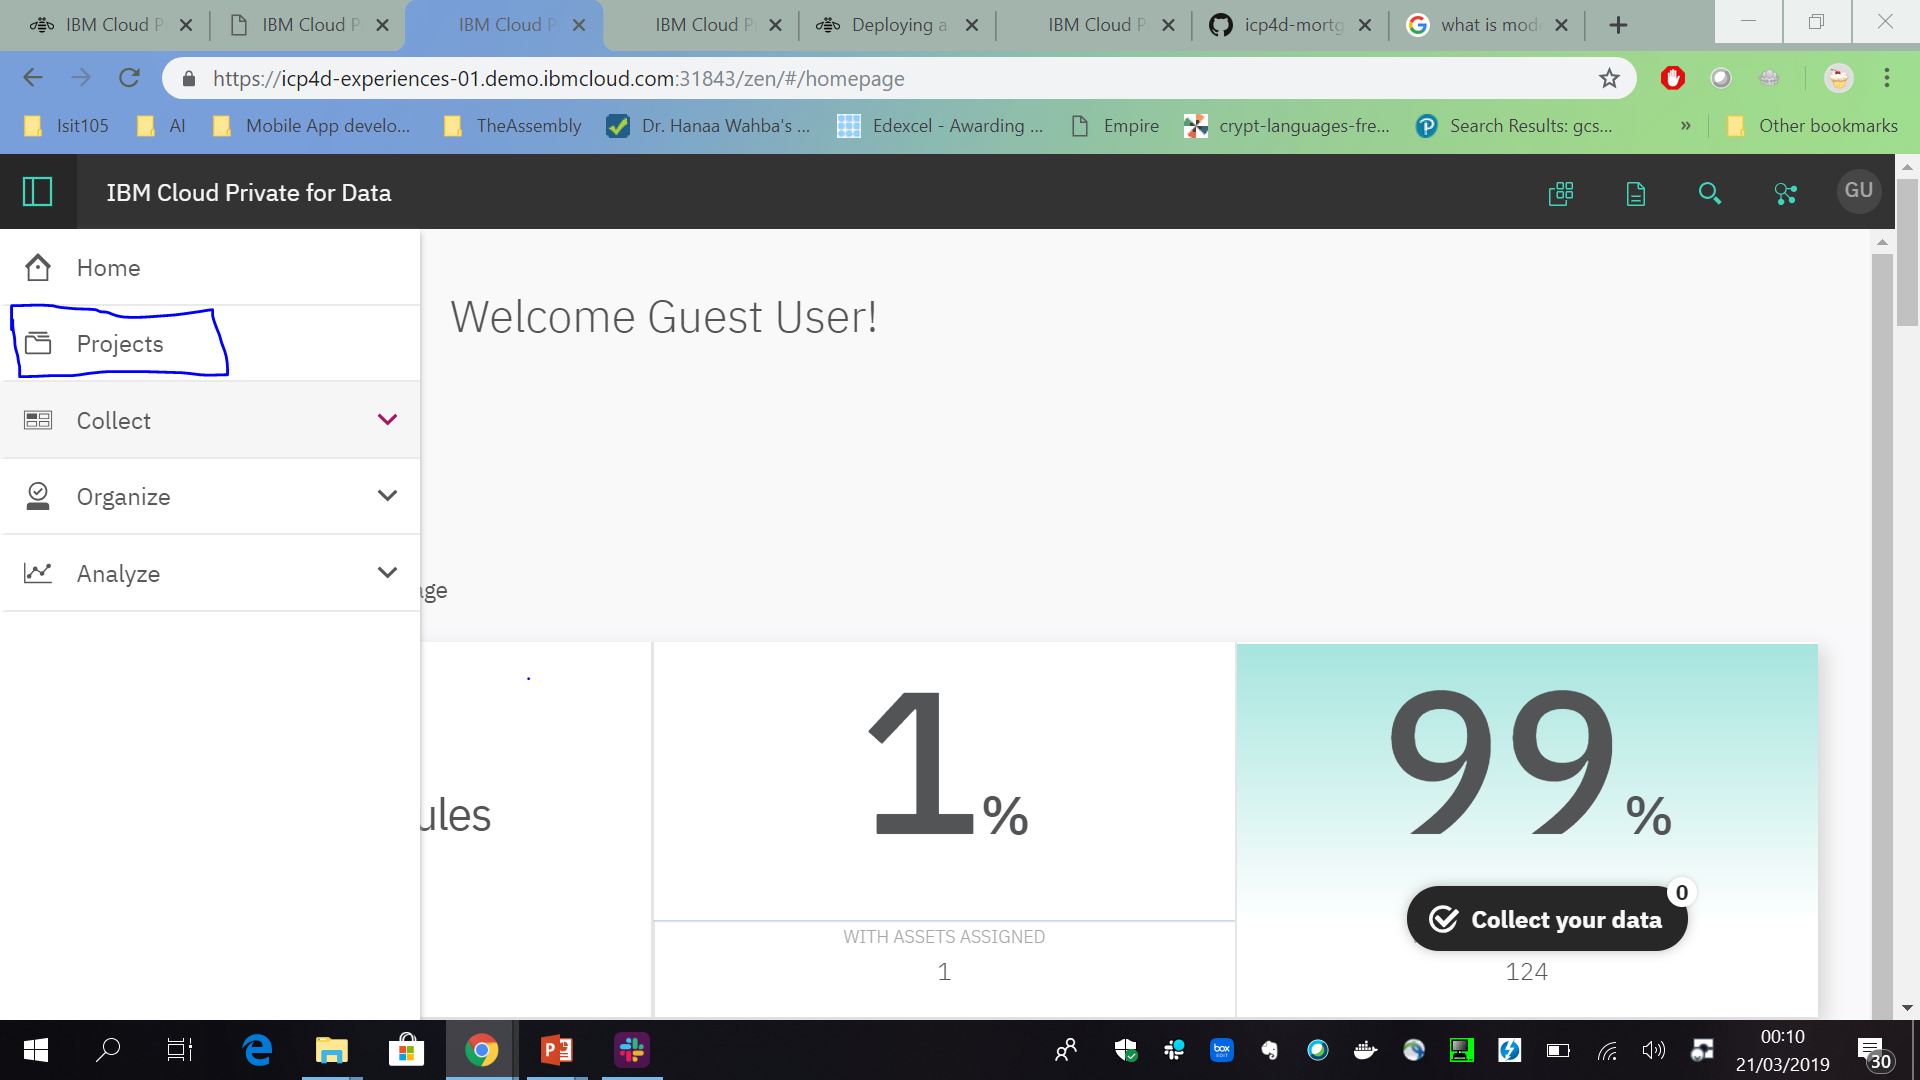 IBM Cloud P
IBM Cloud P
IBM Cloud P
IBM Cloud P
Deploying a
IBM Cloud P
icp4d-mortg
what is mod
https://icp4d-experiences-01.demo.ibmcloud.com:31843/zen/#/homepage
Isit105
AI
Mobile App develo...
TheAssembly
Dr. Hanaa Wahba's ...
Edexcel - Awarding ...
Empire
crypt-languages-fre...
Search Results: gcs...
»
Other bookmarks
IBM Cloud Private for Data
GU
Home
Projects
Collect
Organize
Analyze
Welcome Guest User!
age
ules
1%
99%
WITH ASSETS ASSIGNED
1
0
Collect your data
124
box
EDIT
00:10
21/03/2019
30